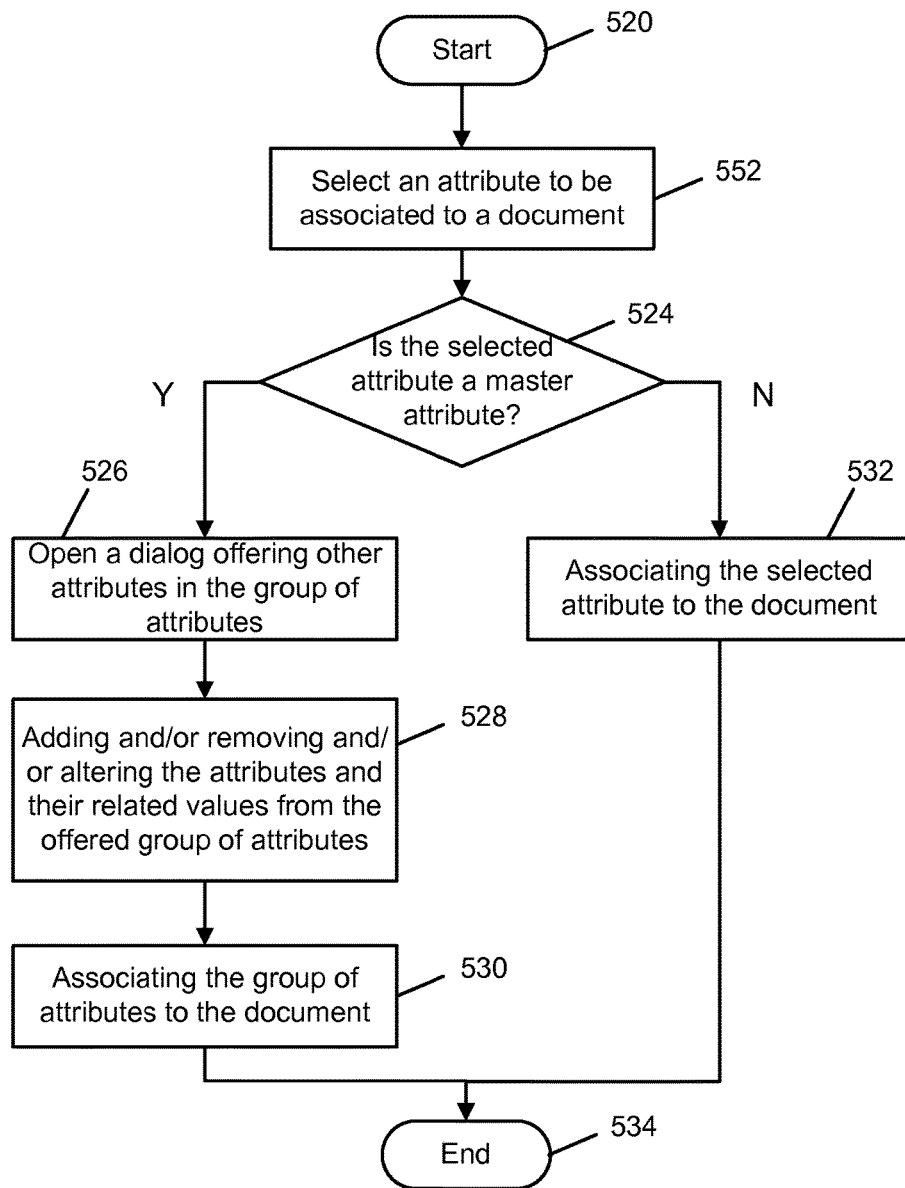 Start
520
Select an attribute to be
associated to a document
552
Is the selected
attribute a master
attribute?
524
Y
N
526
Open a dialog offering other
attributes in the group of
attributes
532
Associating the selected
attribute to the document
Adding and/or removing and/
or altering the attributes and
their related values from the
offered group of attributes
528
Associating the group of
attributes to the document
530
End
534